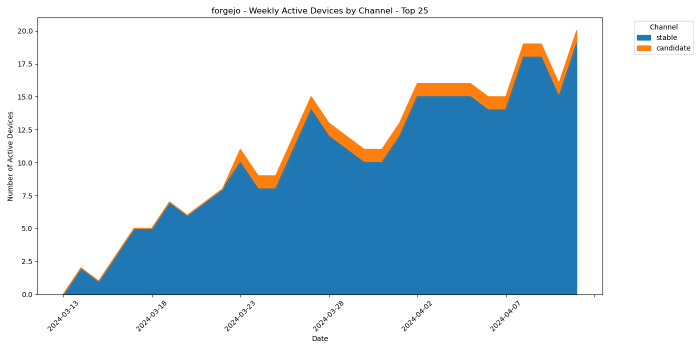 forgejo - Weekly Active Devices by Channel - Top 25
Channel
stable
candidate
Number of Active Devices
20.0
17.5
15.0
12.5
10.0
7.5
5.0
2.5
0.0
2024-03-13
2024-03-18
2024-03-23
2024-03-28
2024-04-02
2024-04-07
Date